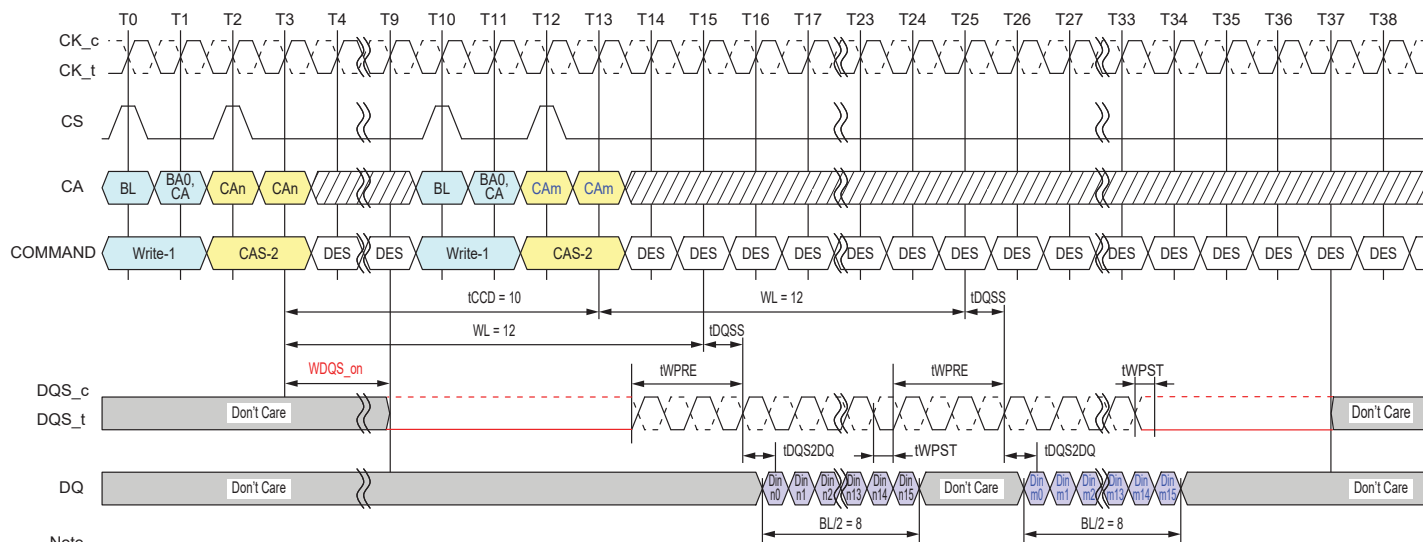 T0 T1 T2 T3 T4 T9 T10 T11 T12 T13 T14 T15 T16 T17 T23 T24 T25 T26 T27 T33 T34 T35 T36 T37 T38
CK_c
CK_t
CS
CA BL BA0, CA CAn CAn BL BA0, CA CAm CAm
COMMAND Write-1 CAS-2 DES DES Write-1 CAS-2 DES DES DES DES DES DES DES DES DES DES DES DES DES DES DES
tCCD = 10 WL = 12 tDQSS
WL = 12 tDQSS
WDQS_on tWPRE tWPRE tWPST
DQS_c
DQS_t Don't Care Don't Care
tDQS2DQ tWPST tDQS2DQ
DQ Don't Care Din n0 Din n1 Din n2 Din n13 Din n14 Din n15 Don't Care Din m0 Din m1 Din m2 Din m13 Din m14 Din m15 Don't Care
BL/2 = 8 BL/2 = 8